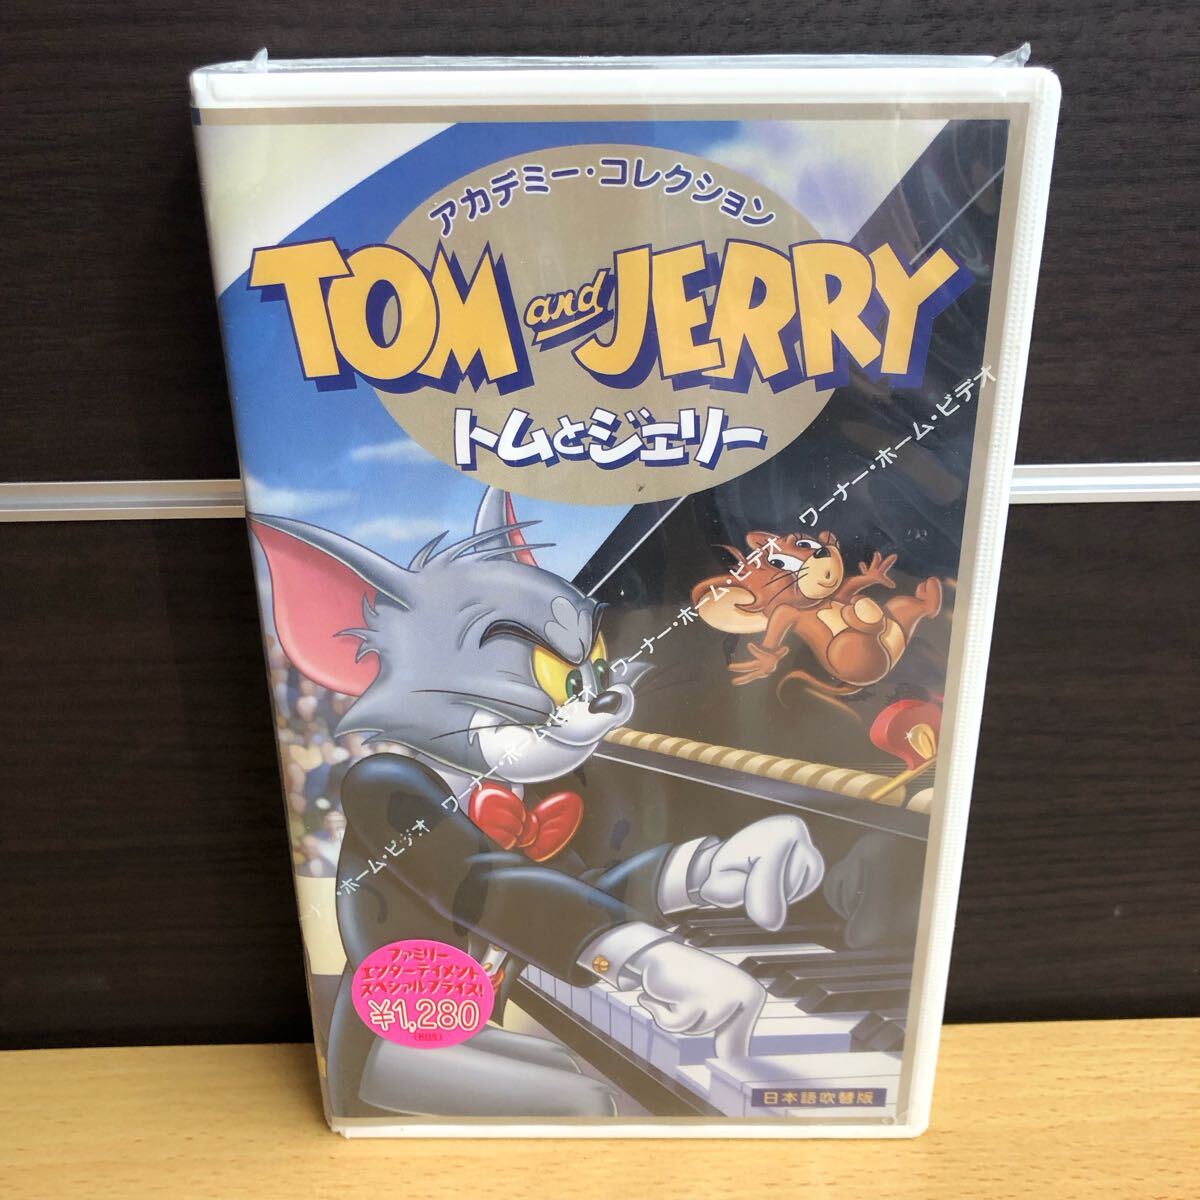 アカデミー・コレクション
TOM and JERRY
トムとジェリー
ワーナー・ホーム・ビデオ ワーナー・ホーム・ビデオ ワーナー・ホーム・ビデオ ・ホーム・ビデオ
ファミリー
エンターテイメント
スペシャルプライス!
¥1,280
日本語吹替版